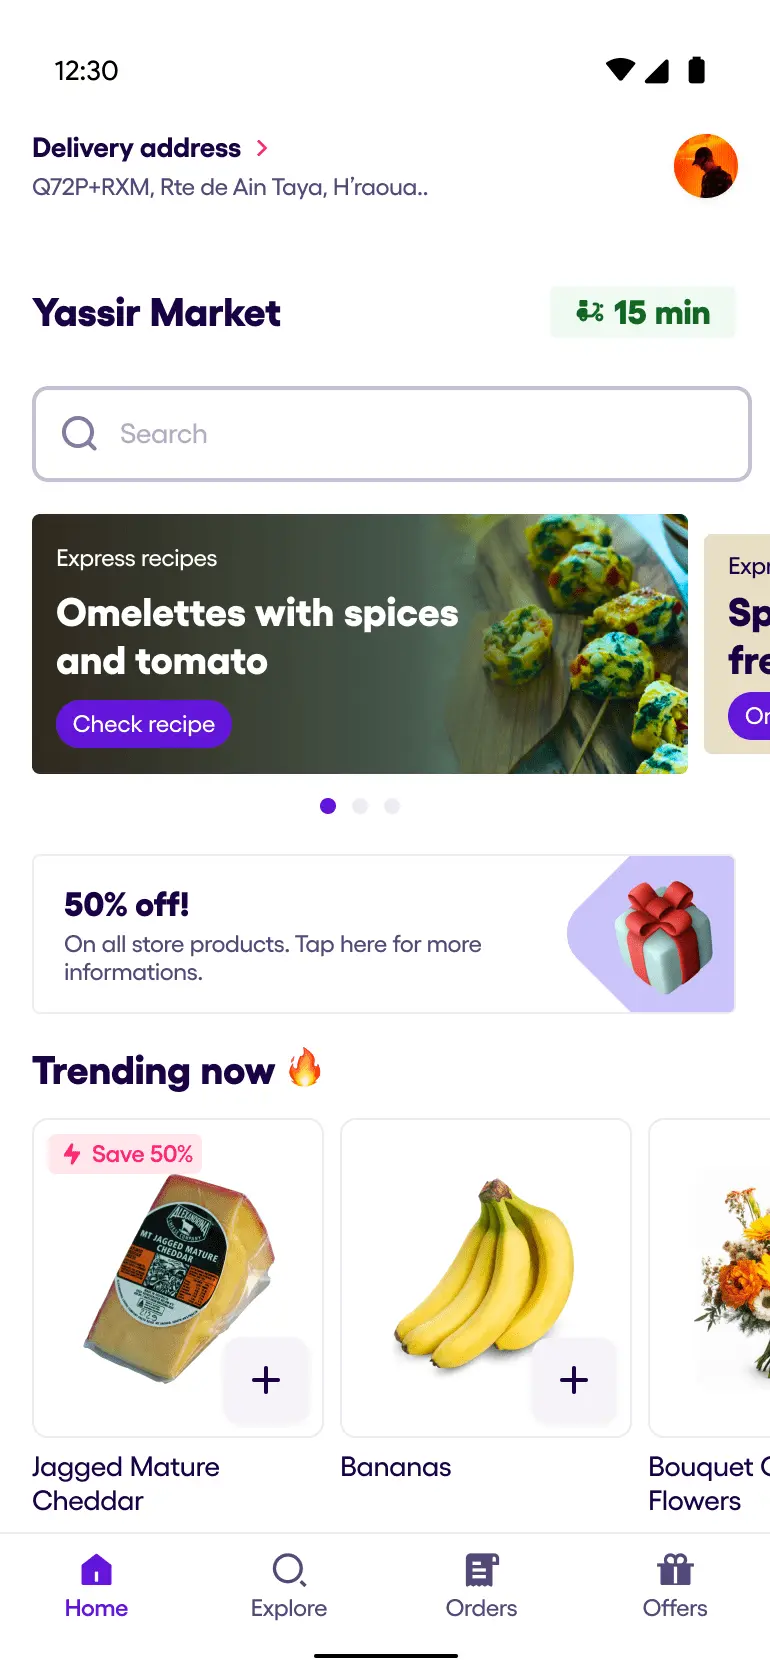 12:30
Delivery address
Q72P+RXM, Rte de Ain Taya, H’raoua..
Yassir Market
15 min
Search
Express recipes
Omelettes with spices
and tomato
Check recipe
Expr
Sp
fre
Or
50% off!
On all store products. Tap here for more
informations.
Trending now
Save 50%
ALEXANDRINA
MT JAGGED MATURE
CHEDDAR
Jagged Mature
Cheddar
Bananas
Bouquet
Flowers
Home
Explore
Orders
Offers